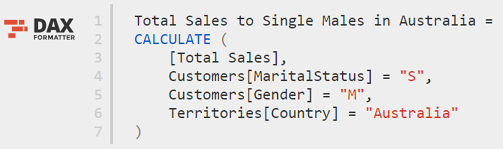 DAX
FORMATTER
1 Total Sales to Single Males in Australia =
2 CALCULATE (
3     [Total Sales],
4     Customers[MaritalStatus] = "S",
5     Customers[Gender] = "M",
6     Territories[Country] = "Australia"
7 )